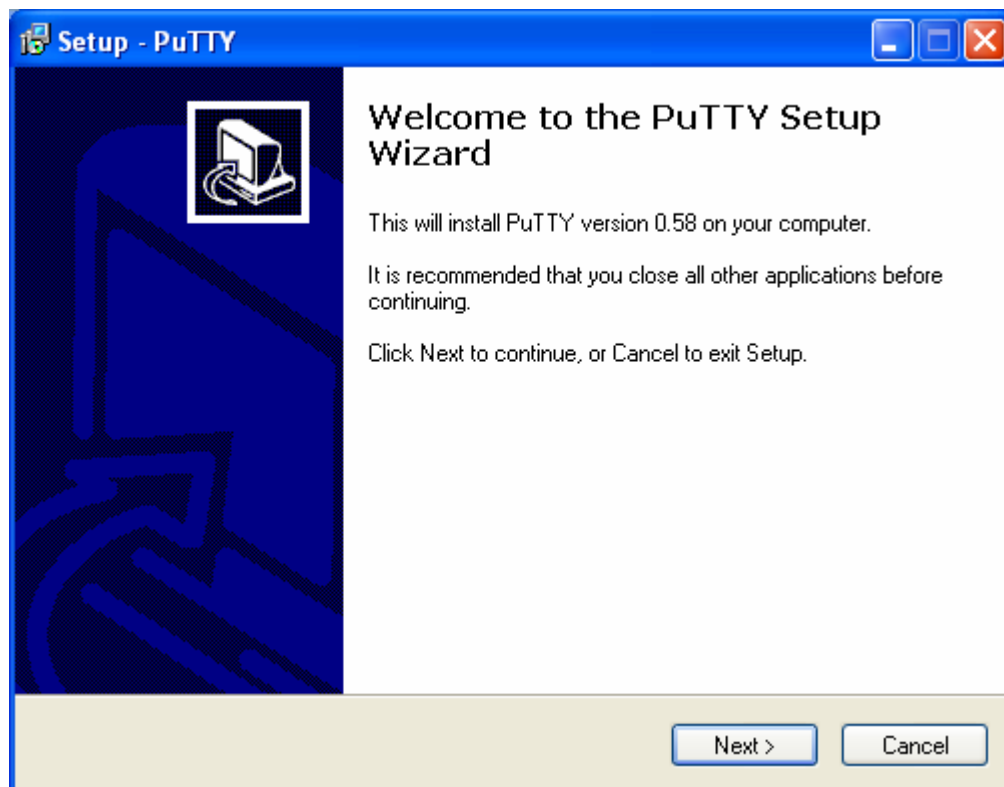 Setup - PuTTY
Welcome to the PuTTY Setup
Wizard
This will install PuTTY version 0.58 on your computer.
It is recommended that you close all other applications before
continuing.
Click Next to continue, or Cancel to exit Setup.
Next >
Cancel